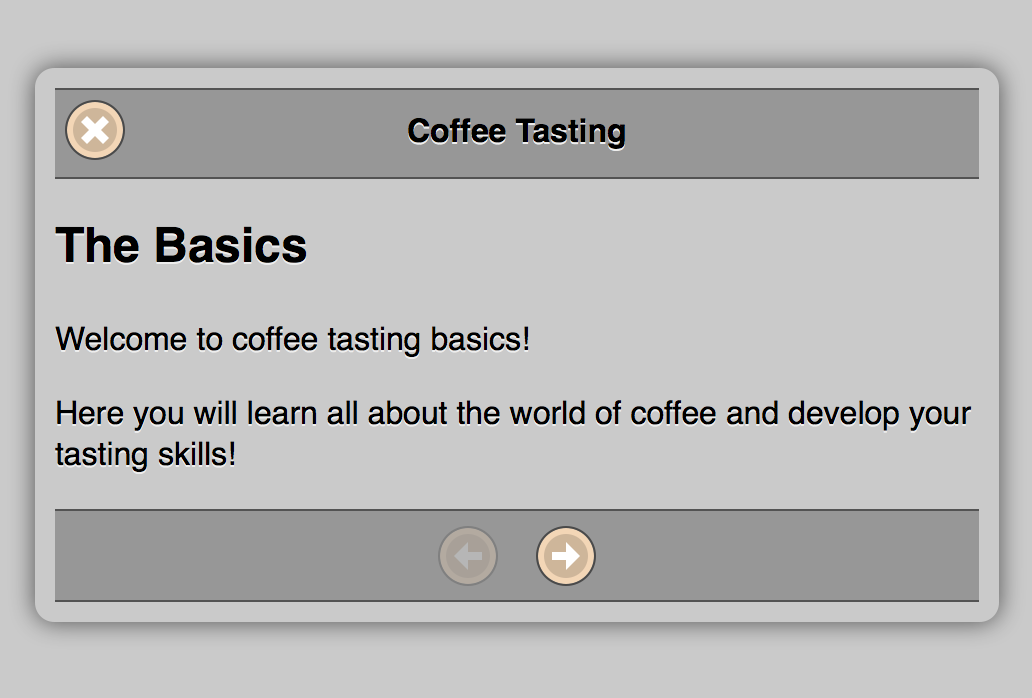 Coffee Tasting
The Basics
Welcome to coffee tasting basics!
Here you will learn all about the world of coffee and develop your
tasting skills!